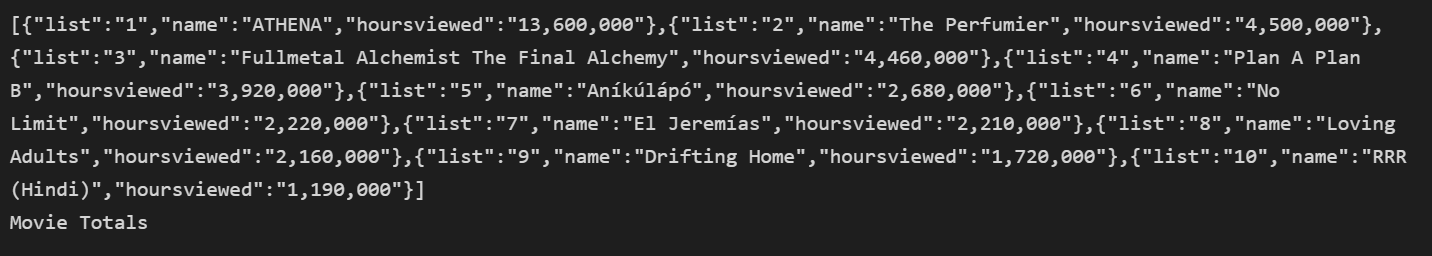 [{"list":"1","name":"ATHENA","hoursviewed":"13,600,000"},{"list":"2","name":"The Perfumier","hoursviewed":"4,500,000"},
{"list":"3","name":"Fullmetal Alchemist The Final Alchemy","hoursviewed":"4,460,000"},{"list":"4","name":"Plan A Plan
B","hoursviewed":"3,920,000"},{"list":"5","name":"Aníkúlápó","hoursviewed":"2,680,000"},{"list":"6","name":"No
Limit","hoursviewed":"2,220,000"},{"list":"7","name":"El Jeremías","hoursviewed":"2,210,000"},{"list":"8","name":"Loving
Adults","hoursviewed":"2,160,000"},{"list":"9","name":"Drifting Home","hoursviewed":"1,720,000"},{"list":"10","name":"RRR
(Hindi)","hoursviewed":"1,190,000"}]
Movie Totals